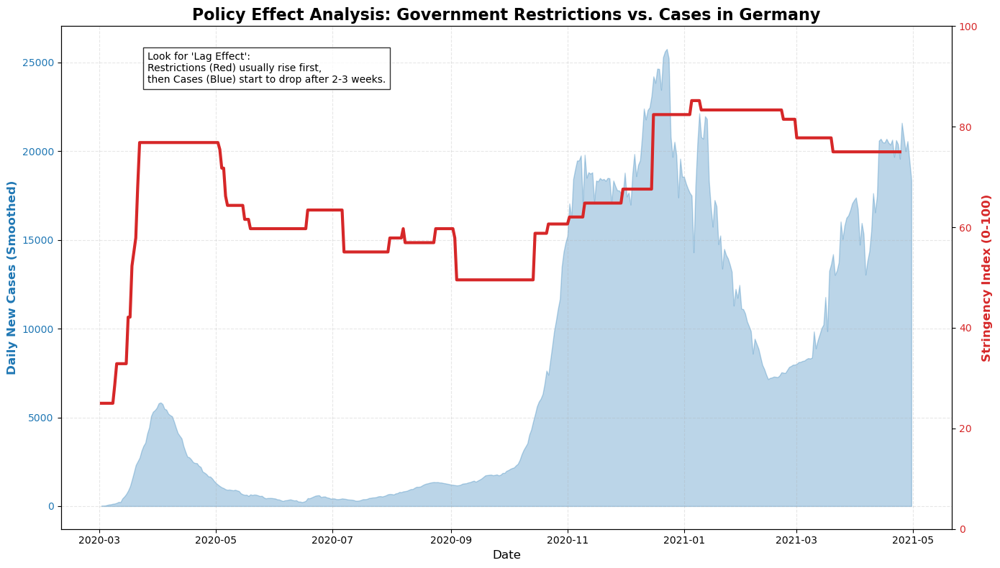 Policy Effect Analysis: Government Restrictions vs. Cases in Germany
Look for 'Lag Effect':
Restrictions (Red) usually rise first,
then Cases (Blue) start to drop after 2-3 weeks.
Daily New Cases (Smoothed)
25000
20000
15000
10000
5000
0
100
80
60
40
20
0
Stringency Index (0-100)
2020-03
2020-05
2020-07
2020-09
2020-11
2021-01
2021-03
2021-05
Date